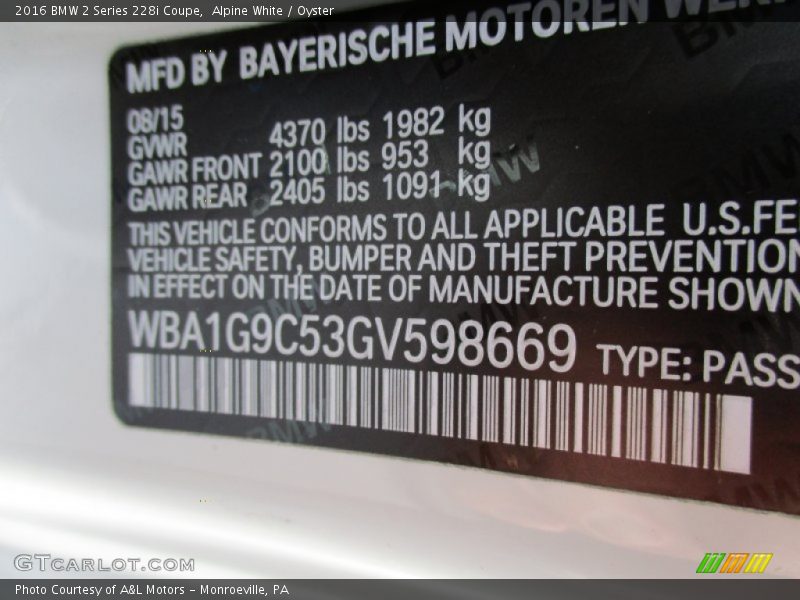 2016 BMW 2 Series 228i Coupe,  Alpine White / Oyster
MFD BY BAYERISCHE MOTOREN
08/15
GVWR 4370 lbs 1982 kg
GAWR FRONT 2100 lbs 953 kg
GAWR REAR 2405 lbs 1091 kg
THIS VEHICLE CONFORMS TO ALL APPLICABLE U.S.FE
VEHICLE SAFETY, BUMPER AND THEFT PREVENTION
IN EFFECT ON THE DATE OF MANUFACTURE SHOWN
WBA1G9C53GV598669 TYPE: PASS
GTCARLOT.COM
Photo Courtesy of A&L Motors – Monroeville, PA